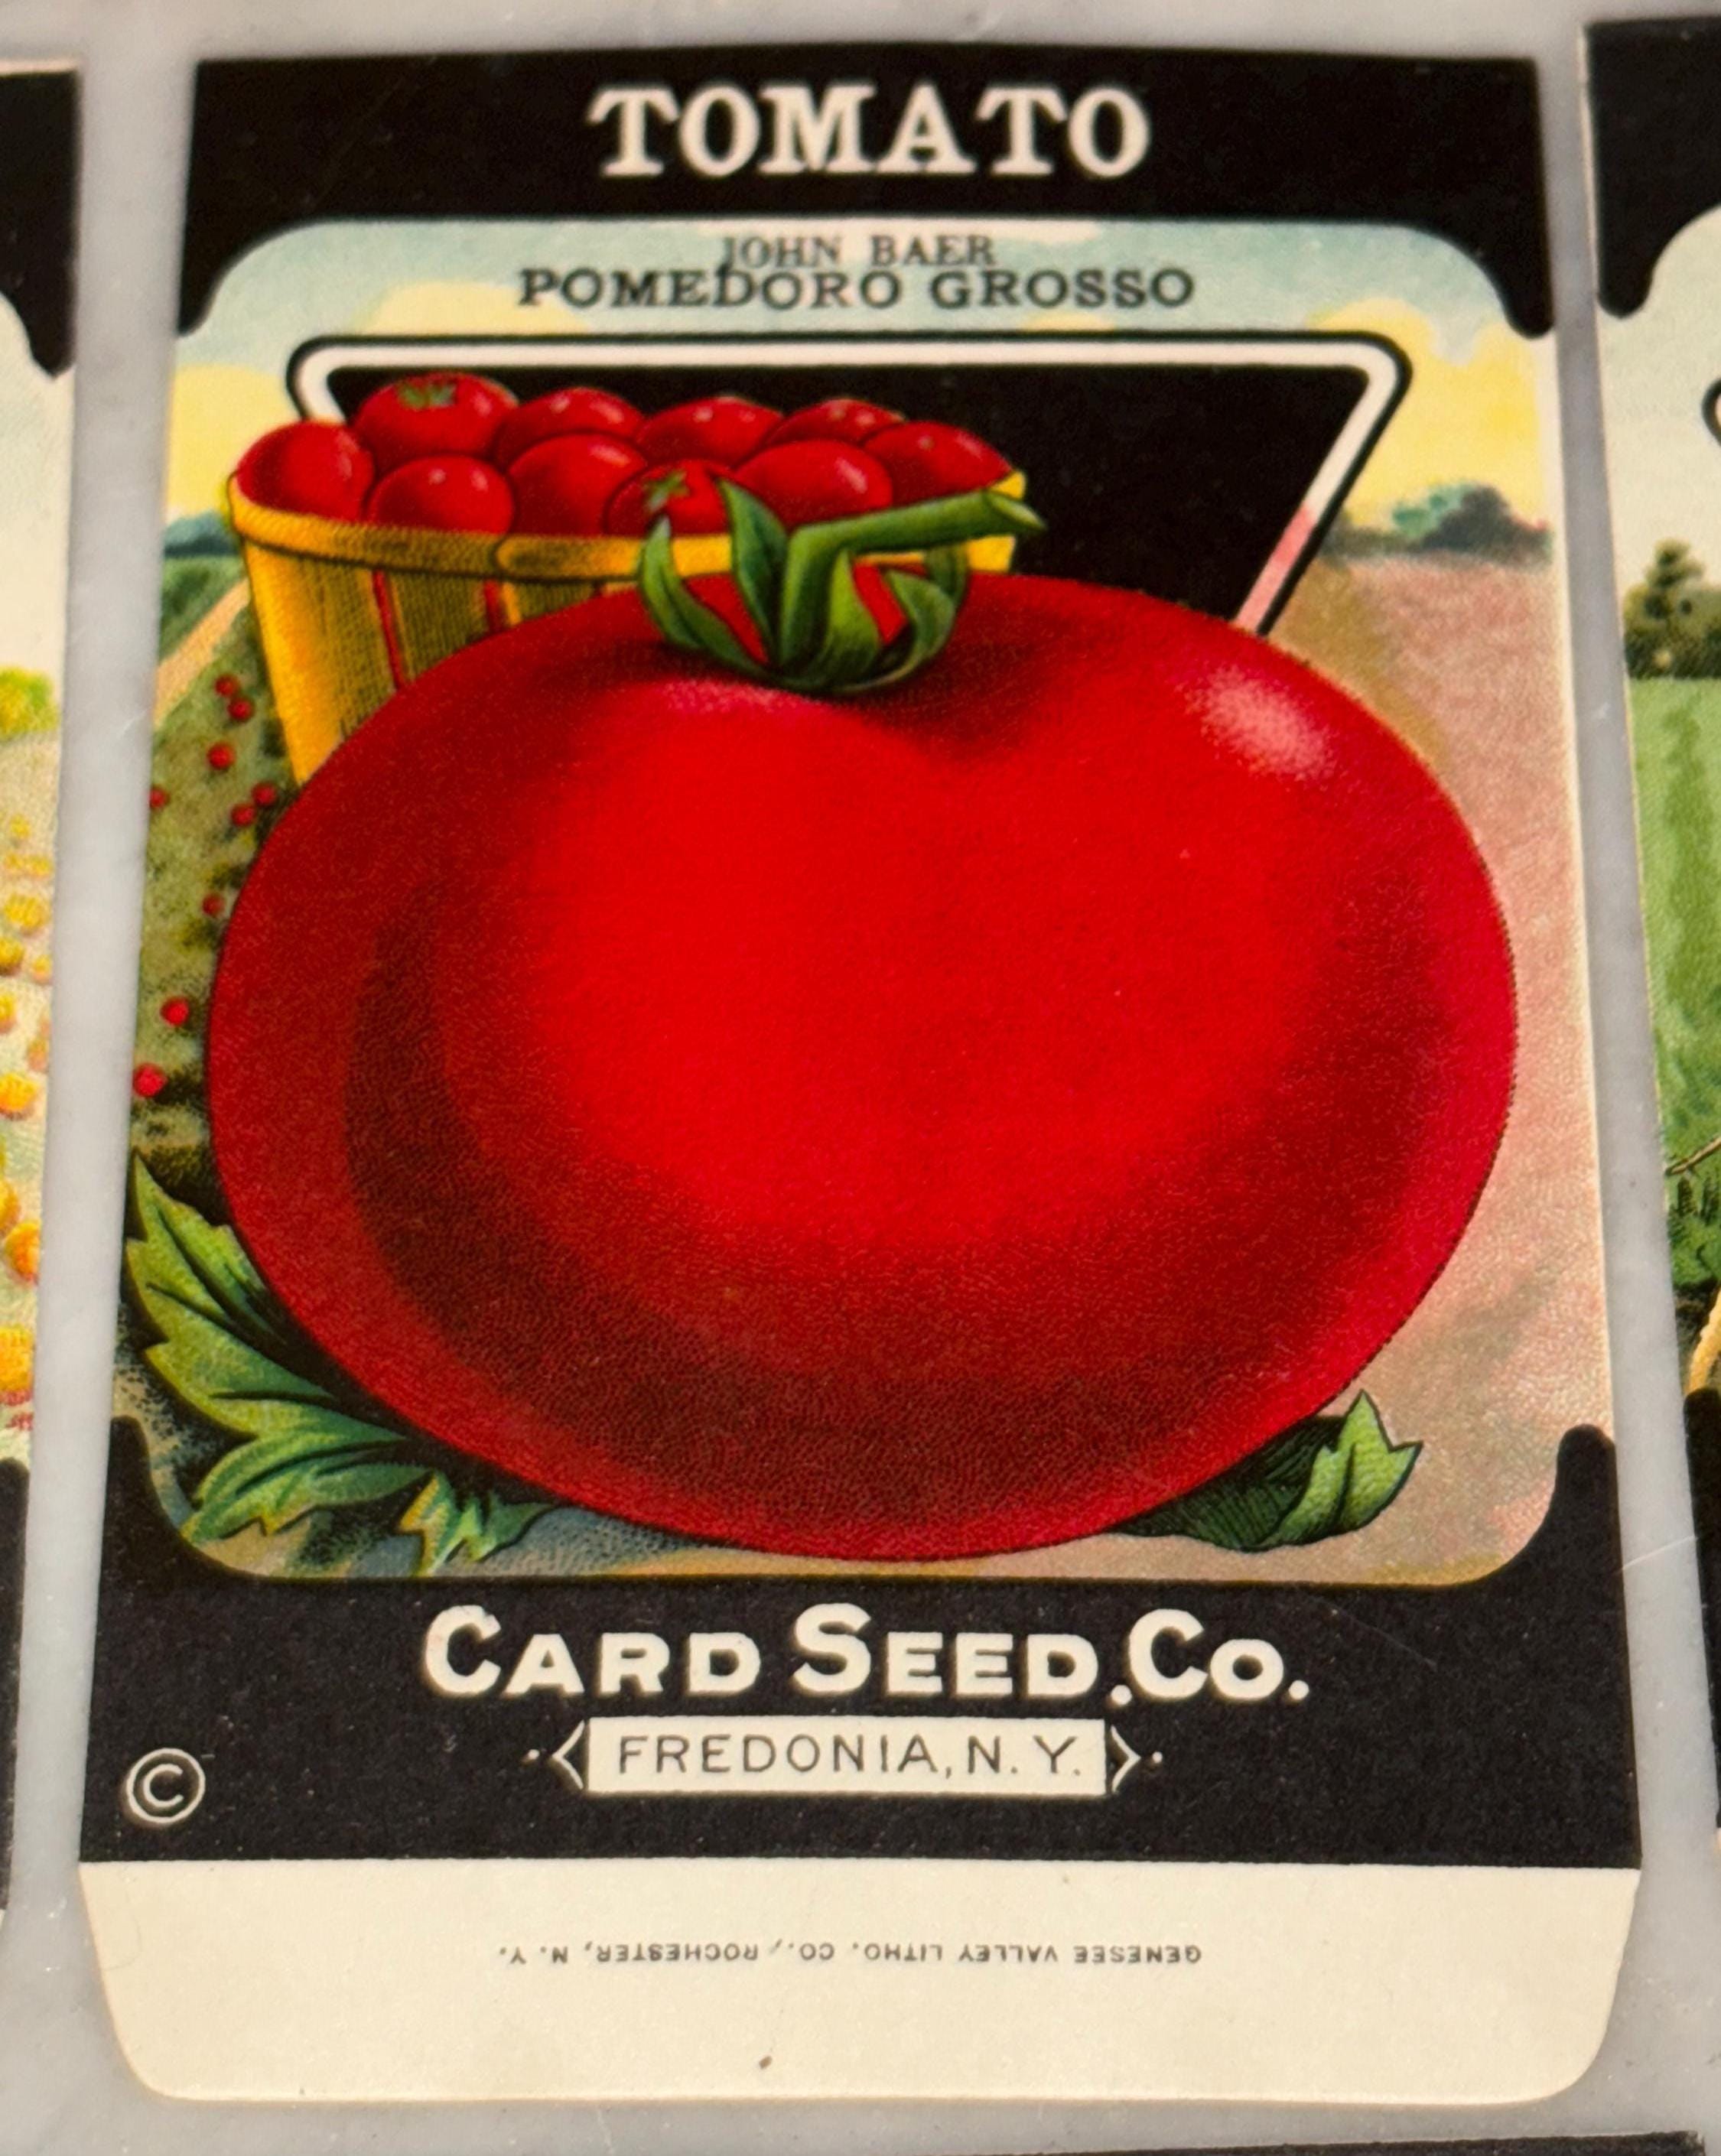 TOMATO
JOHN BAER
POMEDORO GROSSO
CARD SEED.CO.
FREDONIA, N. Y.
©
GENESEE VALLEY LITHO. CO., ROCHESTER, N. Y.